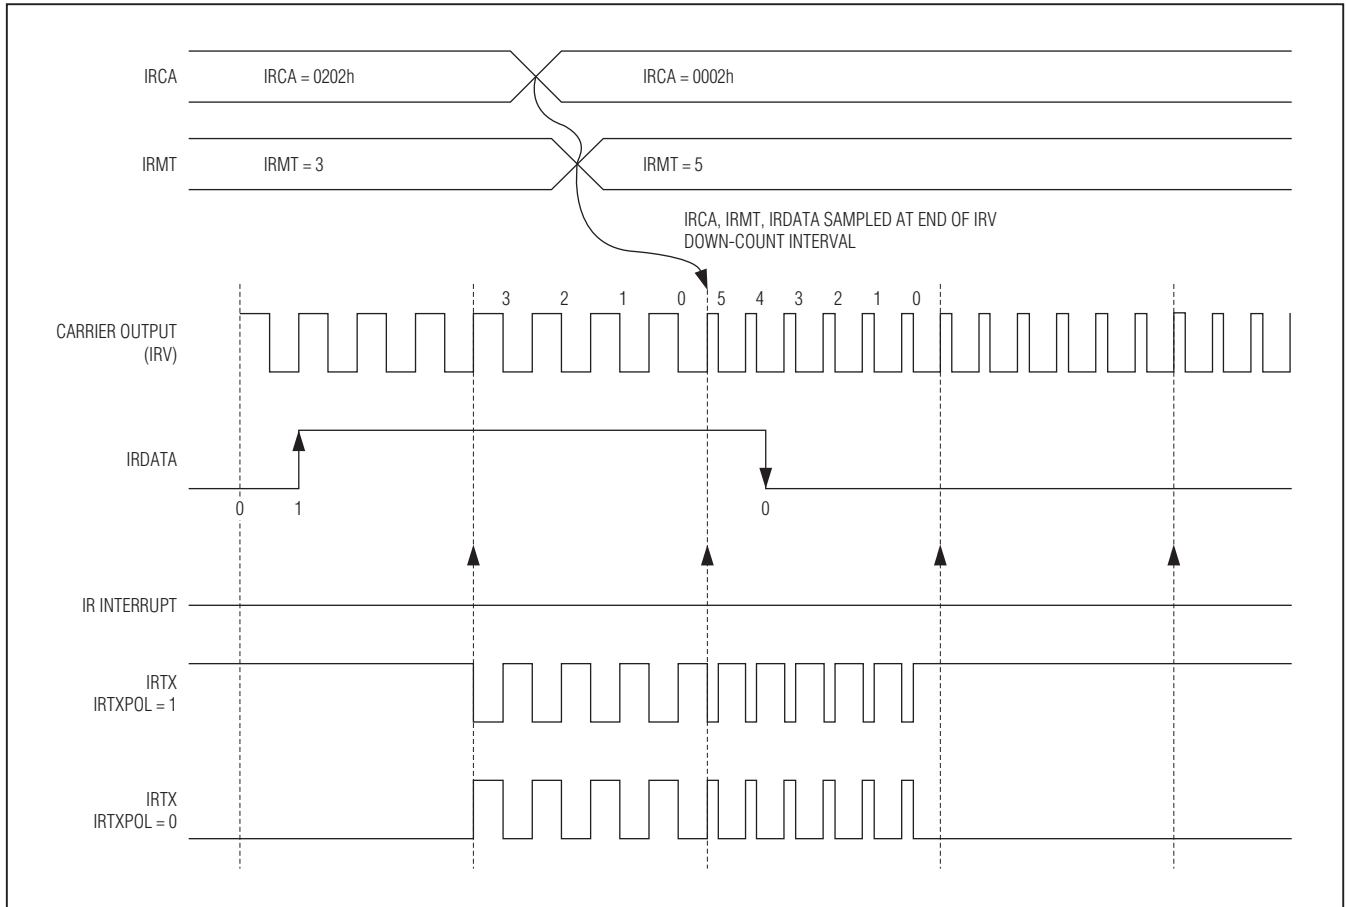 IRCA
IRCA = 0202h
IRCA = 0002h
IRMT
IRMT = 3
IRMT = 5
IRCA, IRMT, IRDATA SAMPLED AT END OF IRV
DOWN-COUNT INTERVAL
3 2 1 0 5 4 3 2 1 0
CARRIER OUTPUT
(IRV)
IRDATA
0 1 0
IR INTERRUPT
IRTX
IRTXPOL = 1
IRTX
IRTXPOL = 0